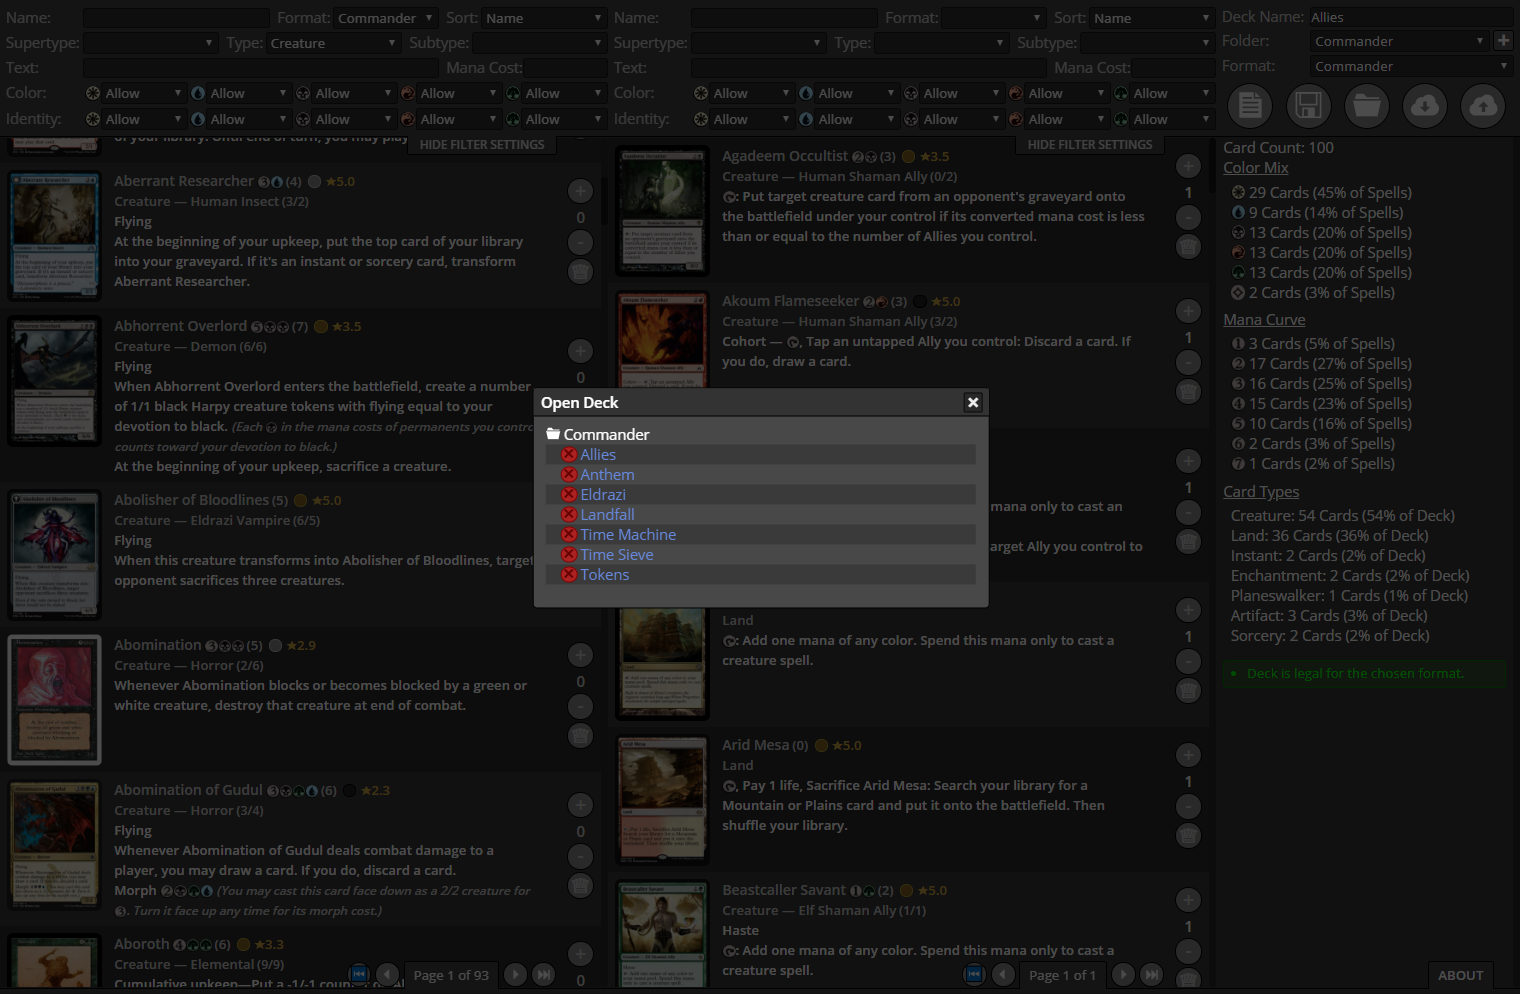 Name:
Format: Commander
Sort: Name
Supertype:
Type: Creature
Subtype:
Text:
Mana Cost:
Color: Allow Allow Allow Allow Allow
Identity: Allow Allow Allow Allow Allow
HIDE FILTER SETTINGS
of your library. Until end of turn, you may play
Aberrant Researcher (4) ★5.0
Creature — Human Insect (3/2)
Flying
At the beginning of your upkeep, put the top card of your library
into your graveyard. If it's an instant or sorcery card, transform
Aberrant Researcher.
0
Abhorrent Overlord 5 (7) ★3.5
Creature — Demon (6/6)
Flying
When Abhorrent Overlord enters the battlefield, create a number
of 1/1 black Harpy creature tokens with flying equal to your
devotion to black. (Each in the mana costs of permanents you contro
counts toward your devotion to black.)
At the beginning of your upkeep, sacrifice a creature.
0
Abolisher of Bloodlines (5) ★5.0
Creature — Eldrazi Vampire (6/5)
Flying
When this creature transforms into Abolisher of Bloodlines, target
opponent sacrifices three creatures.
Abomination 3 (5) ★2.9
Creature — Horror (2/6)
Whenever Abomination blocks or becomes blocked by a green or
white creature, destroy that creature at end of combat.
0
Abomination of Gudul 3 (6) ★2.3
Creature — Horror (3/4)
Flying
Whenever Abomination of Gudul deals combat damage to a
player, you may draw a card. If you do, discard a card.
Morph 2 (You may cast this card face down as a 2/2 creature for
3. Turn it face up any time for its morph cost.)
0
Aboroth 4 (6) ★3.3
Creature — Elemental (9/9)
Cumulative upkeep—Put a -1/-1
0
Page 1 of 93
Name:
Format:
Sort: Name
Supertype:
Type:
Subtype:
Text:
Mana Cost:
Color: Allow Allow Allow Allow Allow
Identity: Allow Allow Allow Allow Allow
HIDE FILTER SETTINGS
Agadeem Occultist 2 (3) ★3.5
Creature — Human Shaman Ally (0/2)
: Put target creature card from an opponent's graveyard onto
the battlefield under your control if its converted mana cost is less
than or equal to the number of Allies you control.
1
Akoum Flameseeker 2 (3) ★5.0
Creature — Human Shaman Ally (3/2)
Cohort — , Tap an untapped Ally you control: Discard a card. If
you do, draw a card.
1
mana only to cast an
arget Ally you control to
1
Land
: Add one mana of any color. Spend this mana only to cast a
creature spell.
1
Arid Mesa (0) ★5.0
Land
, Pay 1 life, Sacrifice Arid Mesa: Search your library for a
Mountain or Plains card and put it onto the battlefield. Then
shuffle your library.
1
Beastcaller Savant 1 (2) ★5.0
Creature — Elf Shaman Ally (1/1)
Haste
: Add one mana of any color. Spend this mana only to cast a
creature spell.
1
Page 1 of 1
Open Deck
Commander
Allies
Anthem
Eldrazi
Landfall
Time Machine
Time Sieve
Tokens
Deck Name: Allies
Folder: Commander
Format: Commander
Card Count: 100
Color Mix
29 Cards (45% of Spells)
9 Cards (14% of Spells)
13 Cards (20% of Spells)
13 Cards (20% of Spells)
13 Cards (20% of Spells)
2 Cards (3% of Spells)
Mana Curve
1 3 Cards (5% of Spells)
2 17 Cards (27% of Spells)
3 16 Cards (25% of Spells)
4 15 Cards (23% of Spells)
5 10 Cards (16% of Spells)
6 2 Cards (3% of Spells)
7 1 Cards (2% of Spells)
Card Types
Creature: 54 Cards (54% of Deck)
Land: 36 Cards (36% of Deck)
Instant: 2 Cards (2% of Deck)
Enchantment: 2 Cards (2% of Deck)
Planeswalker: 1 Cards (1% of Deck)
Artifact: 3 Cards (3% of Deck)
Sorcery: 2 Cards (2% of Deck)
Deck is legal for the chosen format.
ABOUT